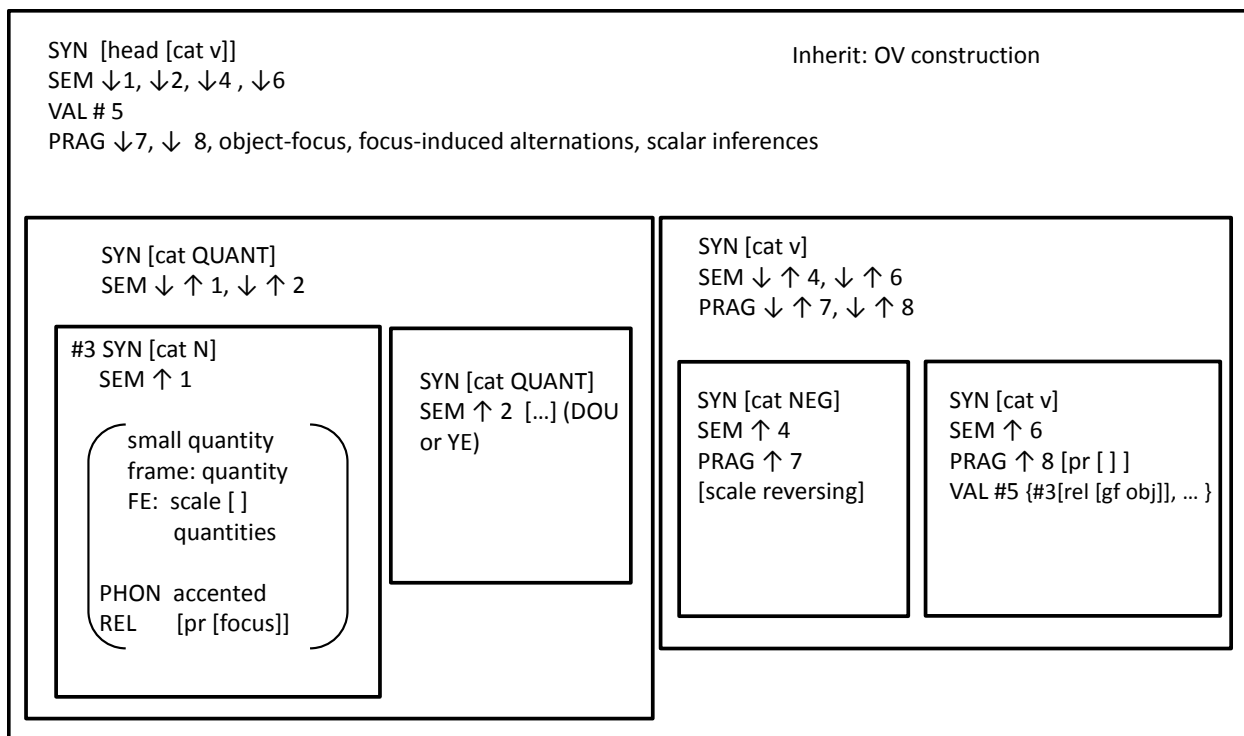 SYN [head [cat v]]
Inherit: OV construction
SEM ↓1, ↓2, ↓4 , ↓6
VAL # 5
PRAG ↓7, ↓ 8, object-focus, focus-induced alternations, scalar inferences
SYN [cat QUANT]
SEM ↓ ↑ 1, ↓ ↑ 2
#3 SYN [cat N]
SEM ↑ 1
small quantity
frame: quantity
FE: scale [ ]
quantities
PHON accented
REL [pr [focus]]
SYN [cat QUANT]
SEM ↑ 2 [...] (DOU
or YE)
SYN [cat v]
SEM ↓ ↑ 4, ↓ ↑ 6
PRAG ↓ ↑ 7, ↓ ↑ 8
SYN [cat NEG]
SEM ↑ 4
PRAG ↑ 7
[scale reversing]
SYN [cat v]
SEM ↑ 6
PRAG ↑ 8 [pr [ ] ]
VAL #5 {#3[rel [gf obj]], ... }